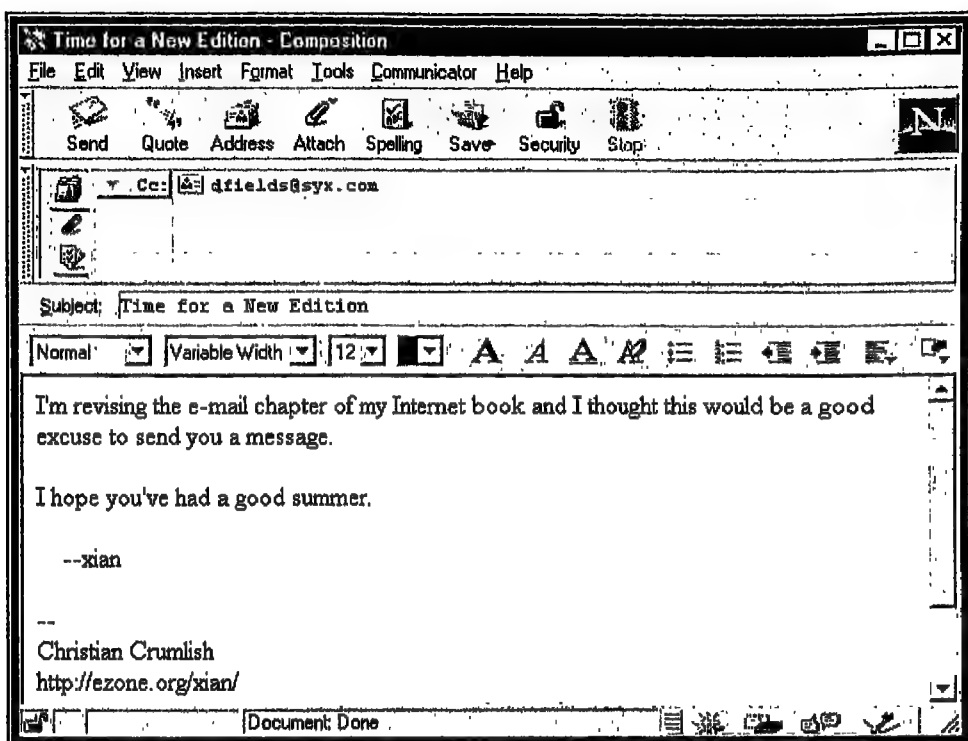 Time for a New Edition - Composition
File Edit View Insert Format Tools Communicator Help
Send Quote Address Attach Spelling Save Security Stop
N
Cc: dfields@syx.com
Subject: Time for a New Edition
Normal Variable Width 12 A A A
I'm revising the e-mail chapter of my Internet book and I thought this would be a good
excuse to send you a message.
I hope you've had a good summer.
--xian
--
Christian Crumlish
http://ezone.org/xian/
Document: Done